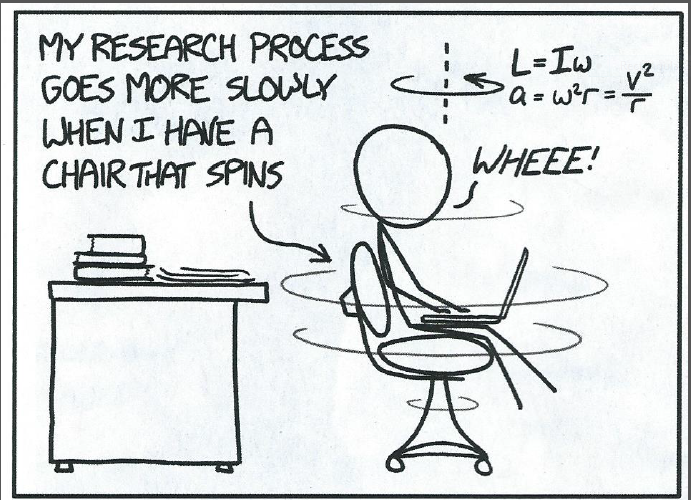 MY RESEARCH PROCESS
GOES MORE SLOWLY
WHEN I HAVE A
CHAIR THAT SPINS
L = Iω
a = ω²r = v²/r
WHEEE!